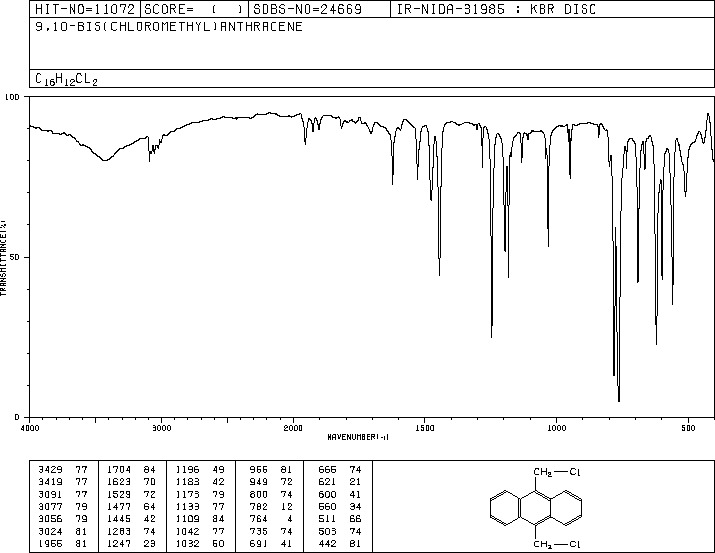 HIT-NO=11072 SCORE= ( ) SDBS-NO=24669 IR-NIDA-31985 : KBR DISC
9,10-BIS(CHLOROMETHYL)ANTHRACENE
C16H12CL2
100
50
0
TRANSMITTANCE(%)
4000 3000 2000 1500 1000 500
WAVENUMBER(-1)
3429 77 1704 84 1196 49 966 81 666 74
3419 77 1623 70 1183 42 949 72 621 21
3091 77 1529 72 1173 79 800 74 600 41
3077 79 1477 64 1133 77 782 12 560 34
3056 79 1445 42 1109 84 764 4 511 66
3024 81 1283 74 1042 77 735 74 503 74
1956 81 1247 23 1032 50 691 41 442 81
CH2 Cl
CH2 Cl